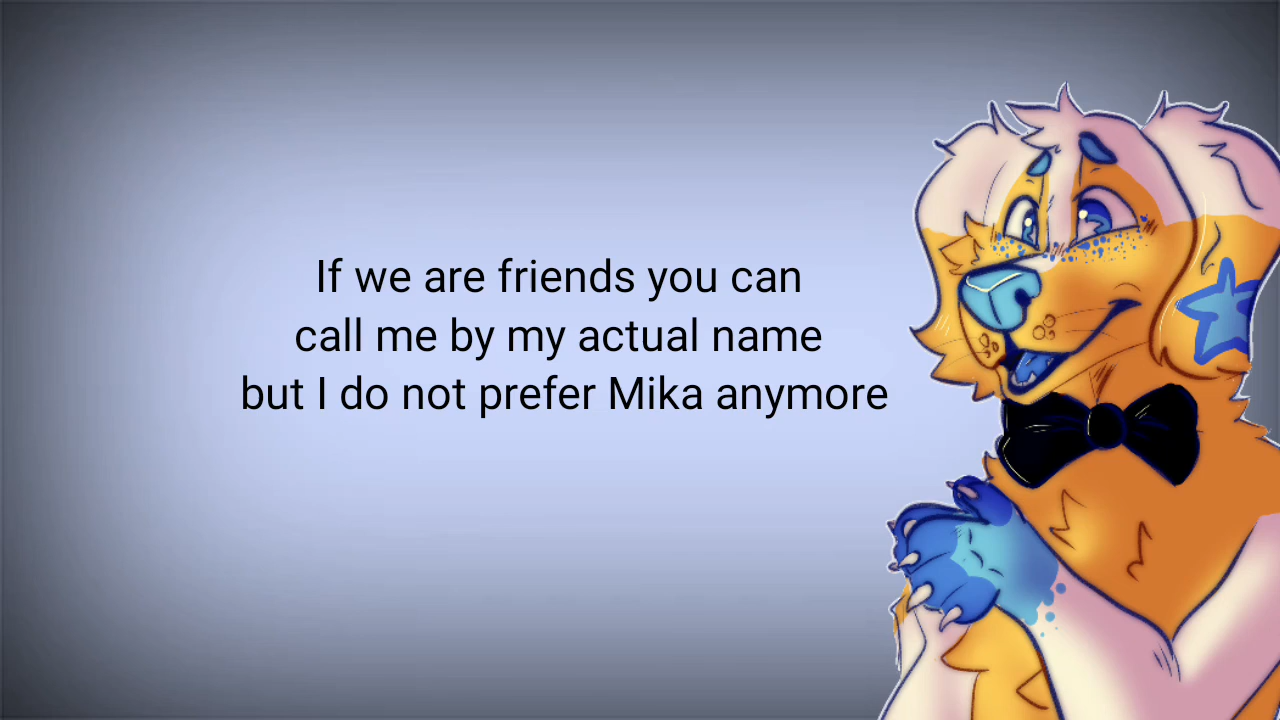 If we are friends you can
call me by my actual name
but I do not prefer Mika anymore